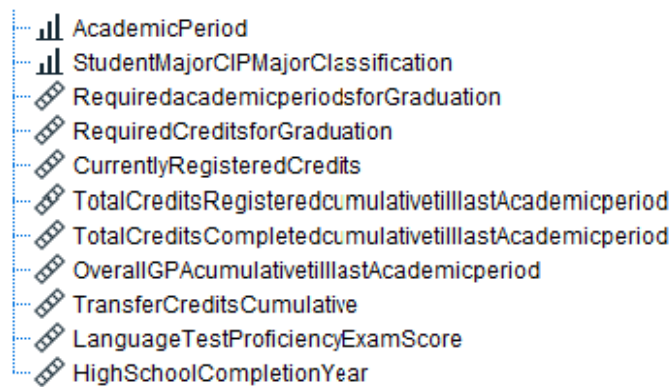 AcademicPeriod
StudentMajorCIPMajorClassification
RequiredacademicperiodsforGraduation
RequiredCreditsforGraduation
CurrentlyRegisteredCredits
TotalCreditsRegisteredcumulativetilllastAcademicperiod
TotalCreditsCompletedcumulativetilllastAcademicperiod
OverallGPAcumulativetilllastAcademicperiod
TransferCreditsCumulative
LanguageTestProficiencyExamScore
HighSchoolCompletionYear